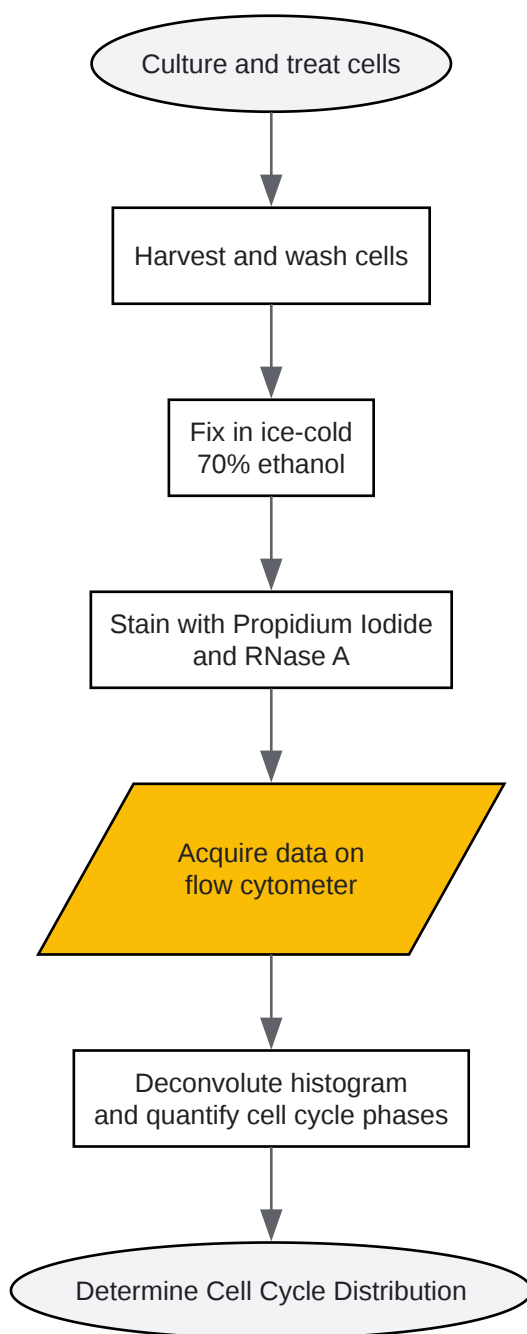 Culture and treat cells
Harvest and wash cells
Fix in ice-cold
70% ethanol
Stain with Propidium Iodide
and RNase A
Acquire data on
flow cytometer
Deconvolute histogram
and quantify cell cycle phases
Determine Cell Cycle Distribution